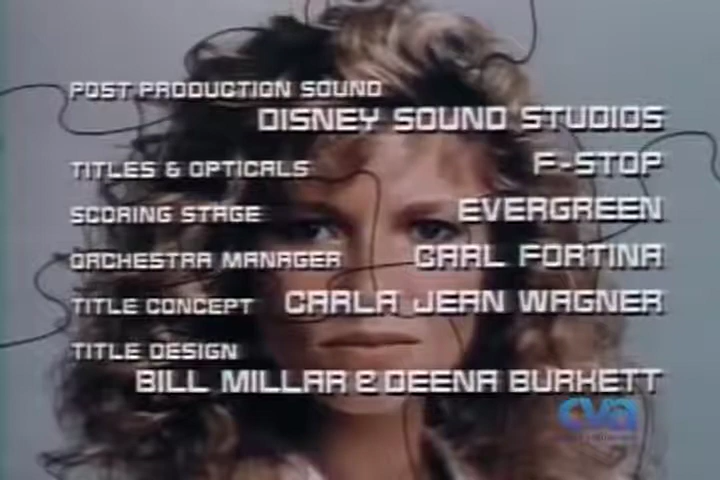 POST PRODUCTION SOUND
DISNEY SOUND STUDIOS
TITLES & OPTICALS F-STOP
SCORING STAGE EVERGREEN
ORCHESTRA MANAGER CARL FORTINA
TITLE CONCEPT CARLA JEAN WAGNER
TITLE DESIGN
BILL MILLAR & DEENA BURKETT
cva